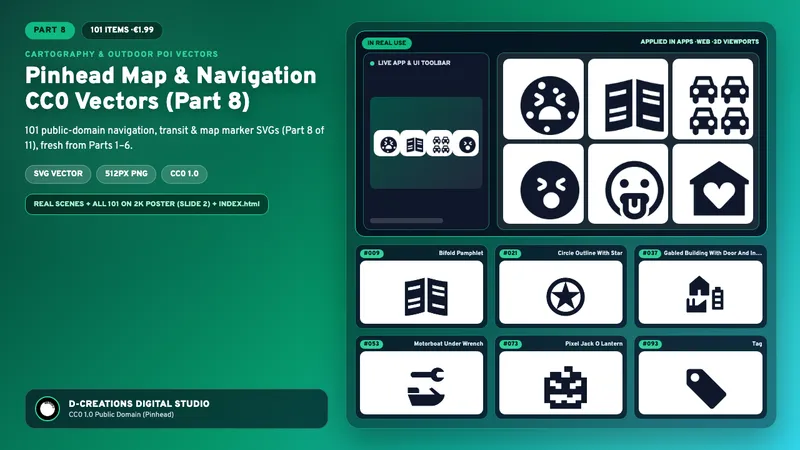 PART 8
101 ITEMS · €1.99
CARTOGRAPHY & OUTDOOR POI VECTORS
Pinhead Map & Navigation
CC0 Vectors (Part 8)
101 public-domain navigation, transit & map marker SVGs (Part 8 of
11), fresh from Parts 1–6.
SVG VECTOR
512PX PNG
CC0 1.0
REAL SCENES + ALL 101 ON 2K POSTER (SLIDE 2) + INDEX.html
D-CREATIONS DIGITAL STUDIO
CC0 1.0 Public Domain (Pinhead)
IN REAL USE
APPLIED IN APPS · WEB · 3D VIEWPORTS
LIVE APP & UI TOOLBAR
#009
Bifold Pamphlet
#021
Circle Outline With Star
#037
Gabled Building With Door And In...
#053
Motorboat Under Wrench
#073
Pixel Jack O Lantern
#093
Tag